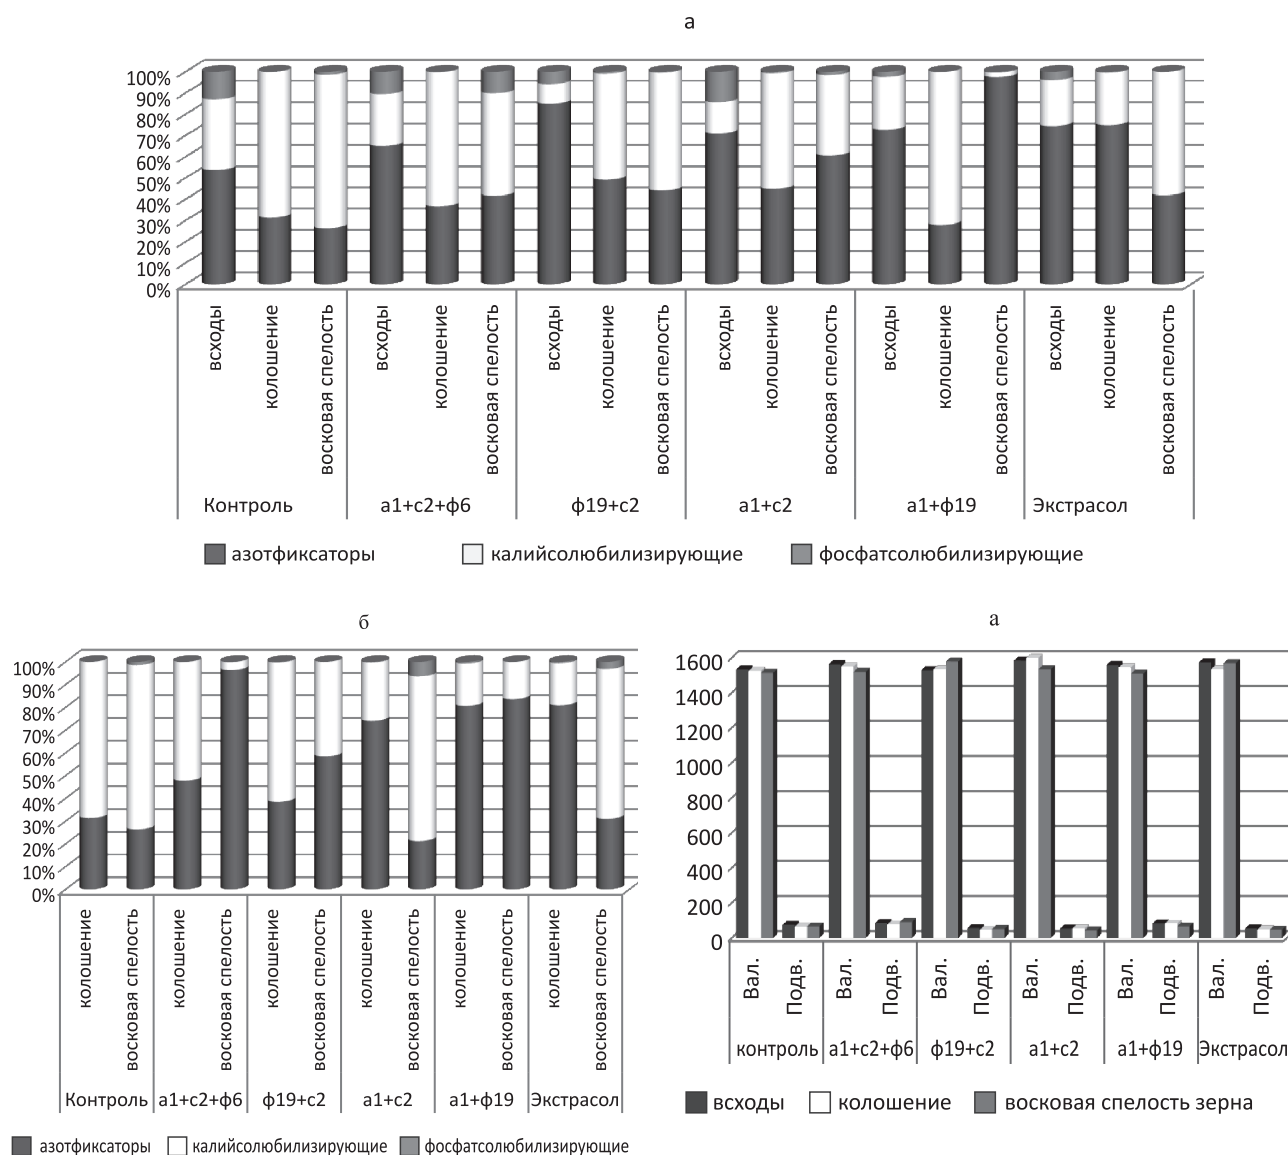 а
100%
90%
80%
70%
60%
50%
40%
30%
20%
10%
0%
всходы
колошение
восковая спелость
всходы
колошение
восковая спелость
всходы
колошение
восковая спелость
всходы
колошение
восковая спелость
всходы
колошение
восковая спелость
всходы
колошение
восковая спелость
Контроль а1+с2+ф6 ф19+с2 а1+с2 а1+ф19 Экстрасол
азотфиксаторы калийсолюбилизирующие фосфатсолюбилизирующие
б
100%
90%
80%
70%
60%
50%
40%
30%
20%
10%
0%
колошение
восковая спелость
колошение
восковая спелость
колошение
восковая спелость
колошение
восковая спелость
колошение
восковая спелость
колошение
восковая спелость
Контроль а1+с2+ф6 ф19+с2 а1+с2 а1+ф19 Экстрасол
азотфиксаторы калийсолюбилизирующие фосфатсолюбилизирующие
а
1600
1400
1200
1000
800
600
400
200
0
Вал.
Подв.
Вал.
Подв.
Вал.
Подв.
Вал.
Подв.
Вал.
Подв.
Вал.
Подв.
контроль а1+с2+ф6 ф19+с2 а1+с2 а1+ф19 Экстрасол
всходы колошение восковая спелость зерна